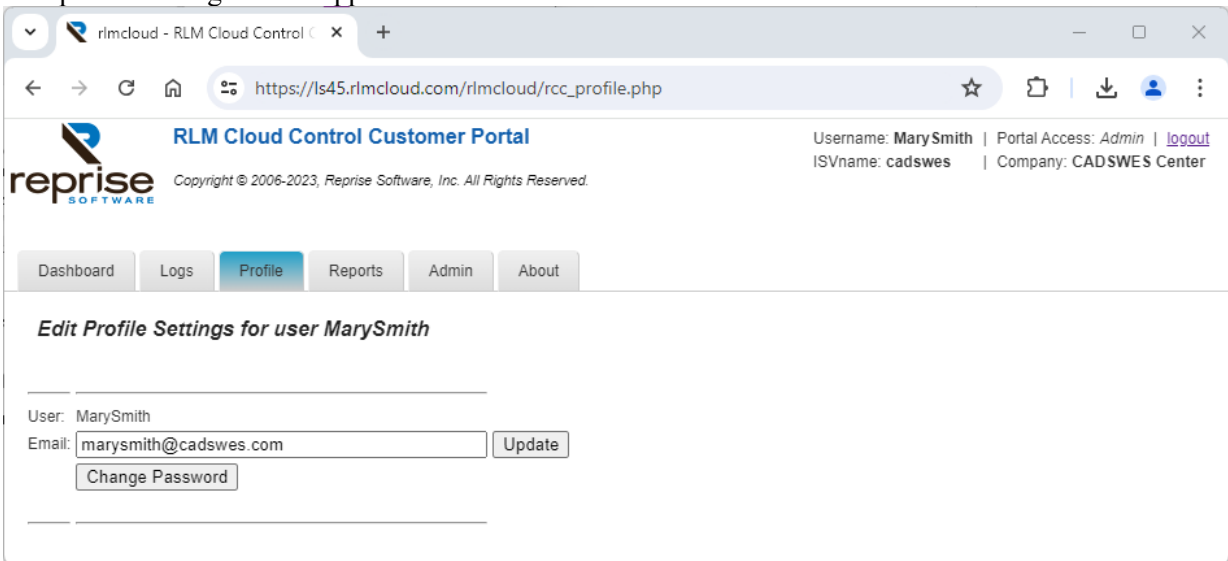 rlmcloud - RLM Cloud Control C
https://ls45.rlmcloud.com/rlmcloud/rcc_profile.php
reprise
SOFTWARE
RLM Cloud Control Customer Portal
Copyright © 2006-2023, Reprise Software, Inc. All Rights Reserved.
Username: MarySmith | Portal Access: Admin | logout
ISVname: cadswes | Company: CADSWES Center
Dashboard Logs Profile Reports Admin About
Edit Profile Settings for user MarySmith
User: MarySmith
Email: marysmith@cadswes.com Update
Change Password